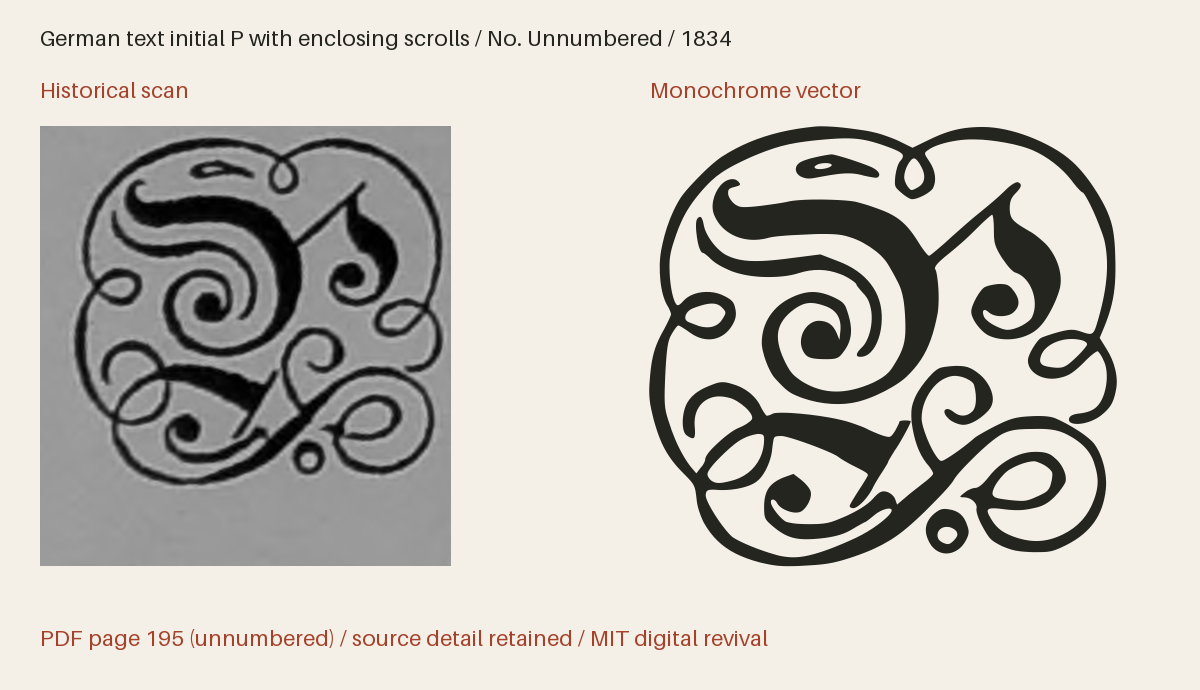 German text initial P with enclosing scrolls / No. Unnumbered / 1834
Historical scan
Monochrome vector
PDF page 195 (unnumbered) / source detail retained / MIT digital revival